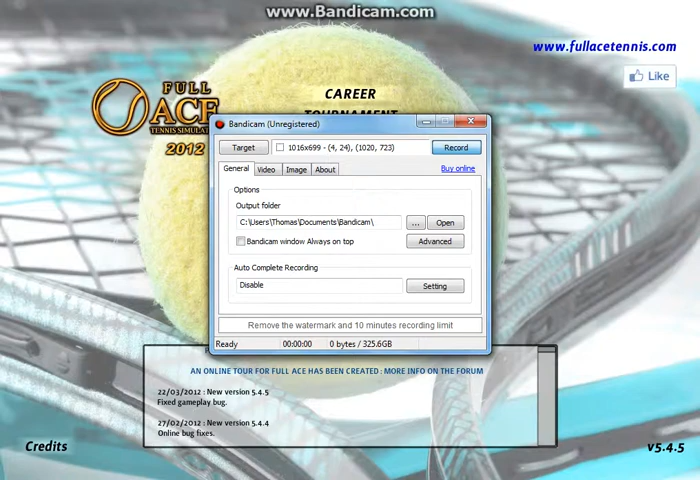 www.Bandicam.com
www.fullacetennis.com
Like
FULL
ACE
TENNIS SIMULAT
2012
CAREER
Bandicam (Unregistered)
Target
1016x699 - (4, 24), (1020, 723)
Record
General
Video
Image
About
Buy online
Options
Output folder
C:\Users\Thomas\Documents\Bandicam\
...
Open
Bandicam window Always on top
Advanced
Auto Complete Recording
Disable
Setting
Remove the watermark and 10 minutes recording limit
Ready
00:00:00
0 bytes / 325.6GB
AN ONLINE TOUR FOR FULL ACE HAS BEEN CREATED : MORE INFO ON THE FORUM
22/03/2012 : New version 5.4.5
Fixed gameplay bug.
27/02/2012 : New version 5.4.4
Online bug fixes.
Credits
v5.4.5